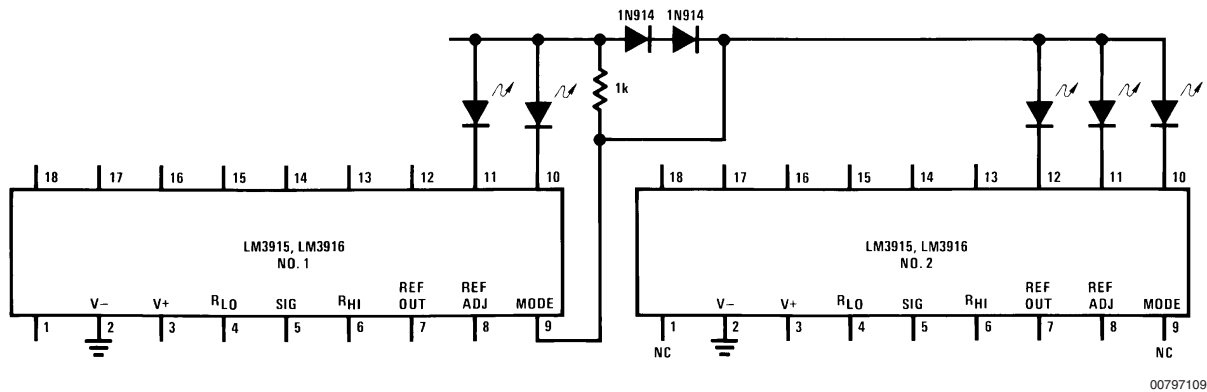 1N914 1N914
1k
18 17 16 15 14 13 12 11 10
18 17 16 15 14 13 12 11 10
LM3915, LM3916
NO. 1
LM3915, LM3916
NO. 2
V− V+ RLO SIG RHI REF OUT REF ADJ MODE
V− V+ RLO SIG RHI REF OUT REF ADJ MODE
1 2 3 4 5 6 7 8 9
1 2 3 4 5 6 7 8 9
NC NC
00797109